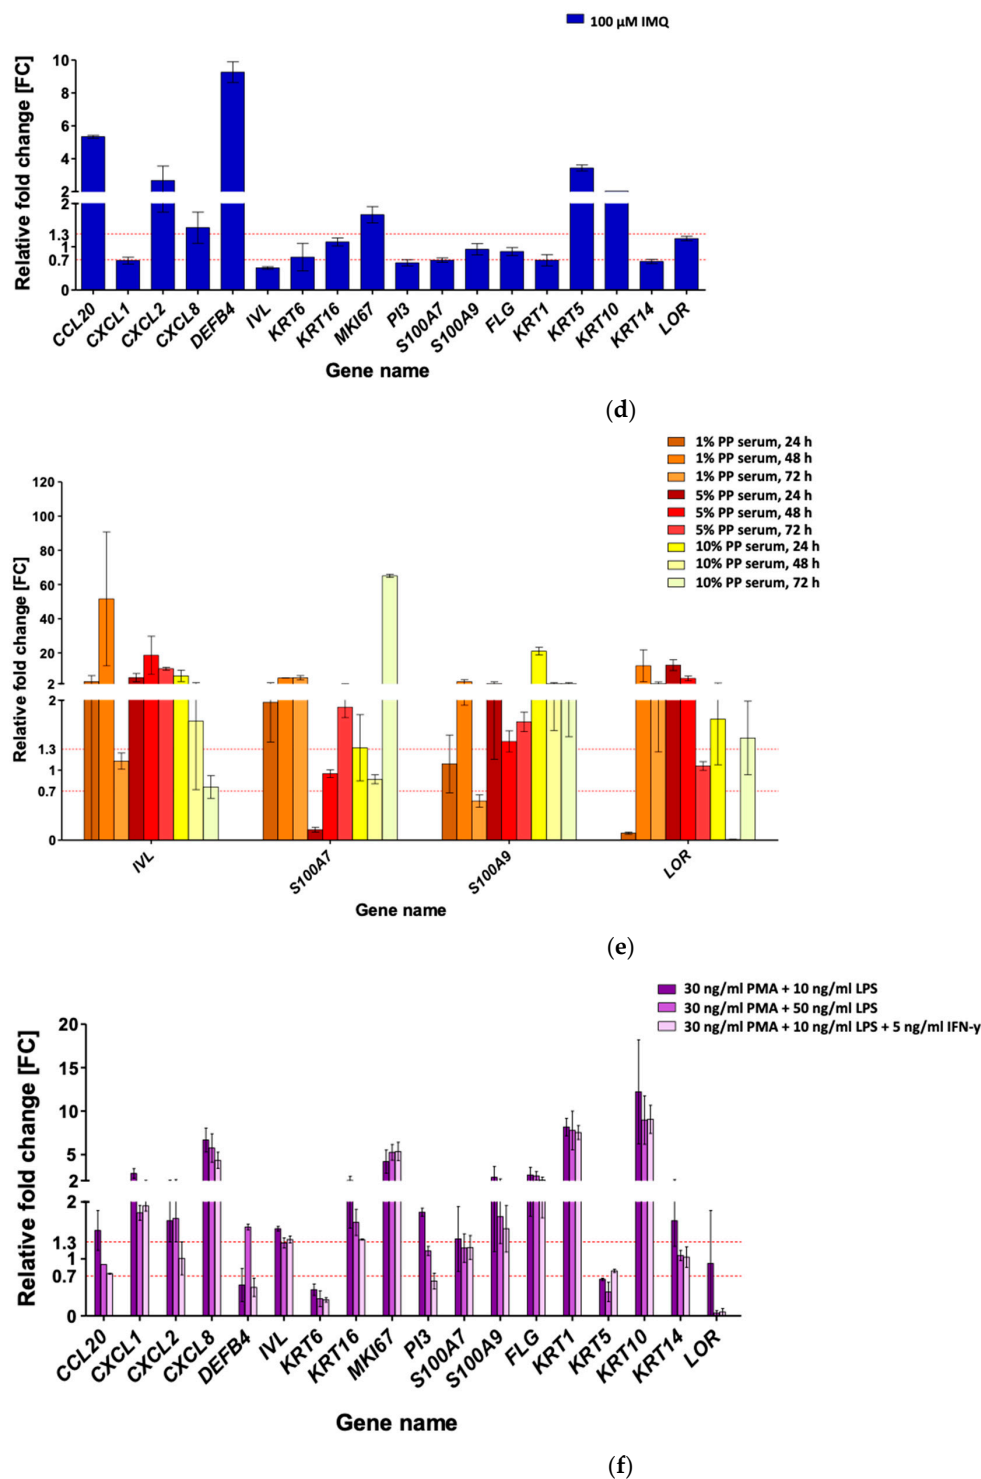 100 µM IMQ
Relative fold change [FC]
10
8
6
4
2
2
1.3
1
0.7
0
CCL20 CXCL1 CXCL2 CXCL8 DEFB4 IVL KRT6 KRT16 MKI67 PI3 S100A7 S100A9 FLG KRT1 KRT5 KRT10 KRT14 LOR
Gene name
(d)
1% PP serum, 24 h
1% PP serum, 48 h
1% PP serum, 72 h
5% PP serum, 24 h
5% PP serum, 48 h
5% PP serum, 72 h
10% PP serum, 24 h
10% PP serum, 48 h
10% PP serum, 72 h
Relative fold change [FC]
120
100
80
60
40
20
2
2
1.3
1
0.7
0
IVL S100A7 S100A9 LOR
Gene name
(e)
30 ng/ml PMA + 10 ng/ml LPS
30 ng/ml PMA + 50 ng/ml LPS
30 ng/ml PMA + 10 ng/ml LPS + 5 ng/ml IFN-y
Relative fold change [FC]
20
15
10
5
2
2
1.3
1
0.7
0
CCL20 CXCL1 CXCL2 CXCL8 DEFB4 IVL KRT6 KRT16 MKI67 PI3 S100A7 S100A9 FLG KRT1 KRT5 KRT10 KRT14 LOR
Gene name
(f)